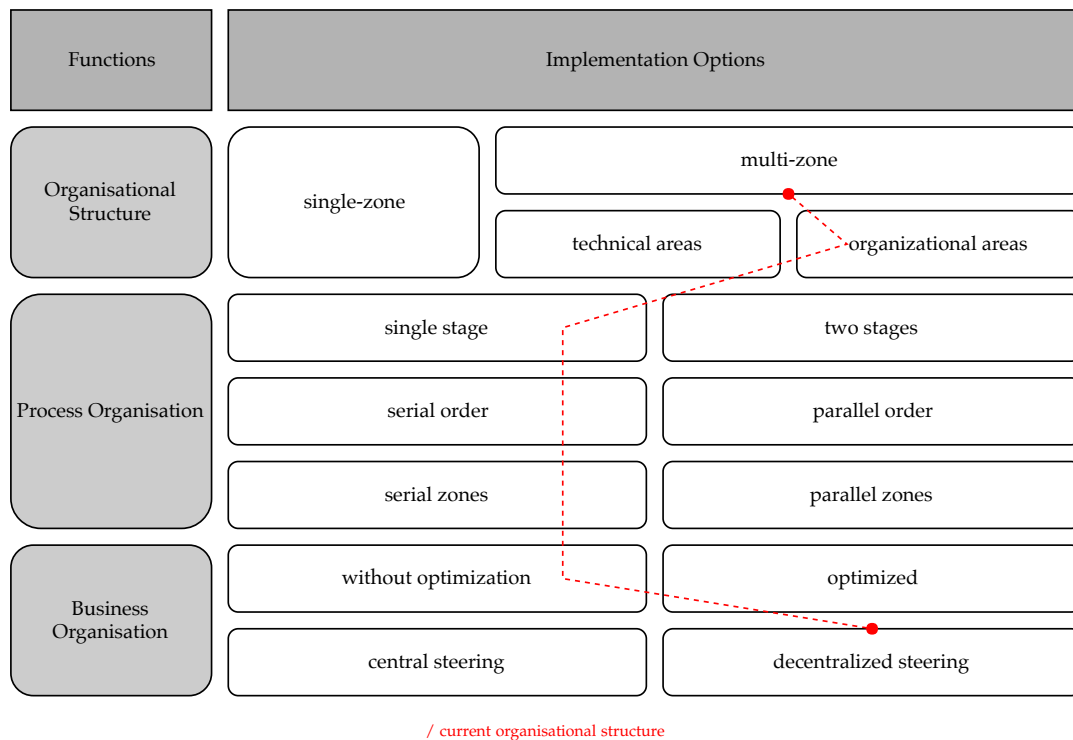 Functions
Implementation Options
Organisational
Structure
single-zone
multi-zone
technical areas
organizational areas
Process Organisation
single stage
two stages
serial order
parallel order
serial zones
parallel zones
Business
Organisation
without optimization
optimized
central steering
decentralized steering
/ current organisational structure